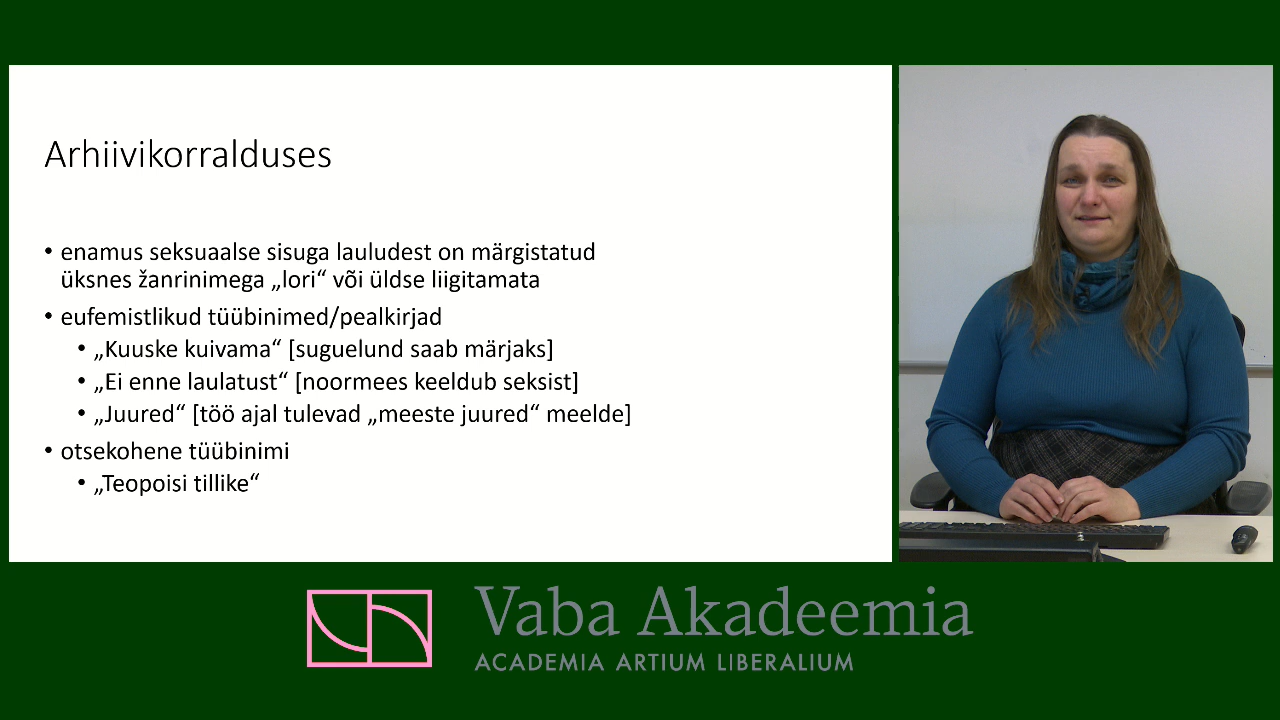 Arhiivikorralduses
• enamus seksuaalse sisuga lauludest on märgistatud
üksnes žanrinimega „lori“ või üldse liigitamata
• eufemistlikud tüübinimed/pealkirjad
• „Kuuske kuivama“ [suguelund saab märjaks]
• „Ei enne laulatust“ [noormees keeldub seksist]
• „Juured“ [töö ajal tulevad „meeste juured“ meelde]
• otsekohene tüübinimi
• „Teopoisi tillike“
Vaba Akadeemia
ACADEMIA ARTIUM LIBERALIUM